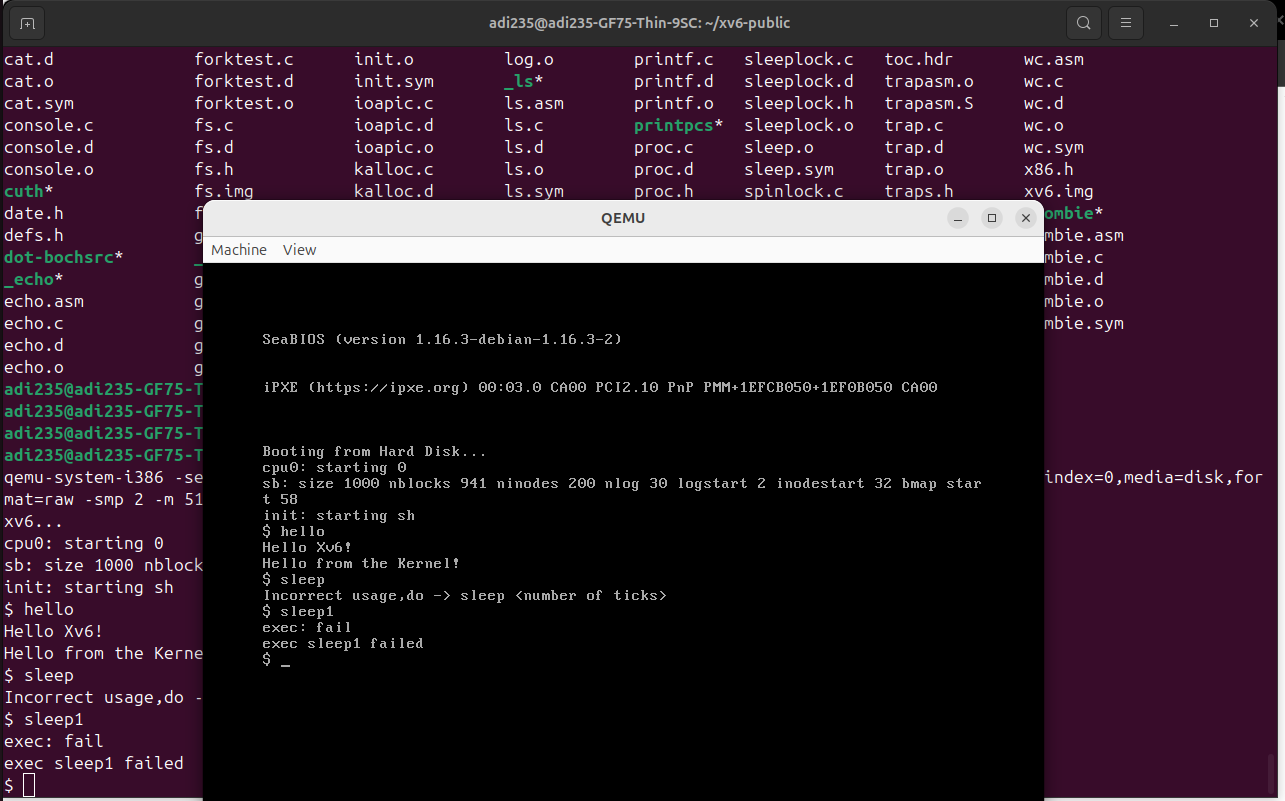 adi235@adi235-GF75-Thin-9SC: ~/xv6-public
cat.d forktest.c init.o log.o printf.c sleeplock.c toc.hdr wc.asm
cat.o forktest.d init.sym _ls* printf.d sleeplock.d trapasm.o wc.c
cat.sym forktest.o ioapic.c ls.asm printf.o sleeplock.h trapasm.S wc.d
console.c fs.c ioapic.d ls.c printpcs* sleeplock.o trap.c wc.o
console.d fs.d ioapic.o ls.d proc.c sleep.o trap.d wc.sym
console.o fs.h kalloc.c ls.o proc.d sleep.sym trap.o x86.h
cuth* fs.img kalloc.d ls.sym proc.h spinlock.c traps.h xv6.img
date.h f ombie*
defs.h g mbie.asm
dot-bochsrc* _ mbie.c
_echo* g mbie.d
echo.asm g mbie.o
echo.c g mbie.sym
echo.d g
echo.o g
adi235@adi235-GF75-T
adi235@adi235-GF75-T
adi235@adi235-GF75-T
adi235@adi235-GF75-T
qemu-system-i386 -se index=0,media=disk,for
mat=raw -smp 2 -m 51
xv6...
cpu0: starting 0
sb: size 1000 nblock
init: starting sh
$ hello
Hello Xv6!
Hello from the Kerne
$ sleep
Incorrect usage,do -
$ sleep1
exec: fail
exec sleep1 failed
$
QEMU
Machine View
SeaBIOS (version 1.16.3-debian-1.16.3-2)
iPXE (https://ipxe.org) 00:03.0 CA00 PCI2.10 PnP PMM+1EFCB050+1EF0B050 CA00
Booting from Hard Disk...
cpu0: starting 0
sb: size 1000 nblocks 941 ninodes 200 nlog 30 logstart 2 inodestart 32 bmap star
t 58
init: starting sh
$ hello
Hello Xv6!
Hello from the Kernel!
$ sleep
Incorrect usage,do -> sleep <number of ticks>
$ sleep1
exec: fail
exec sleep1 failed
$ _